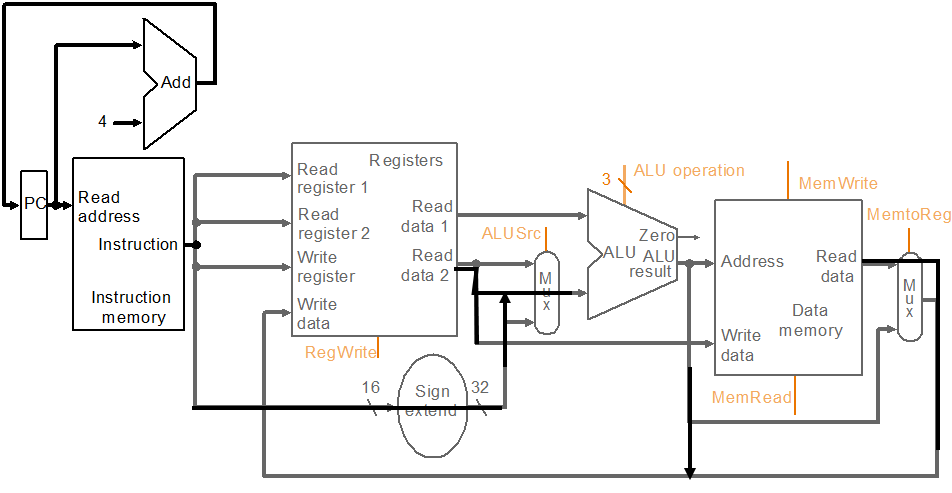 Add
4
PC
Read
address
Instruction
Instruction
memory
Registers
Read
register 1
Read
register 2
Write
register
Write
data
Read
data 1
Read
data 2
RegWrite
16
Sign
extend
32
ALUSrc
Mux
3
ALU operation
Zero
ALU
ALU
result
MemWrite
Address
Read
data
Data
memory
Write
data
MemRead
MemtoReg
Mux